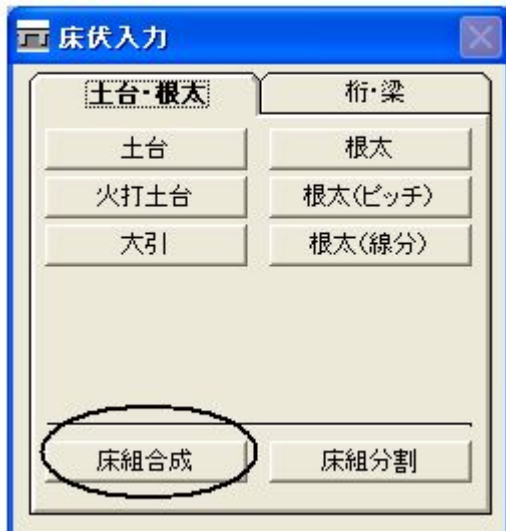 床伏入力
土台・根太 桁・梁
土台 根太
火打土台 根太(ピッチ)
大引 根太(線分)
床組合成 床組分割